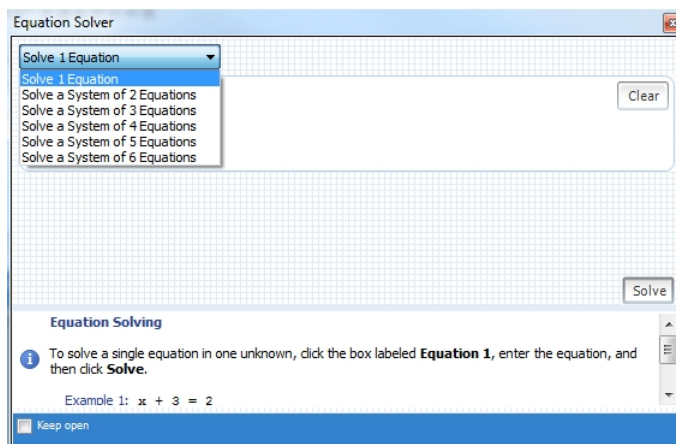 Equation Solver
Solve 1 Equation
Solve 1 Equation
Solve a System of 2 Equations
Solve a System of 3 Equations
Solve a System of 4 Equations
Solve a System of 5 Equations
Solve a System of 6 Equations
Clear
Solve
Equation Solving
To solve a single equation in one unknown, click the box labeled Equation 1, enter the equation, and
then click Solve.
Example 1: x + 3 = 2
Keep open